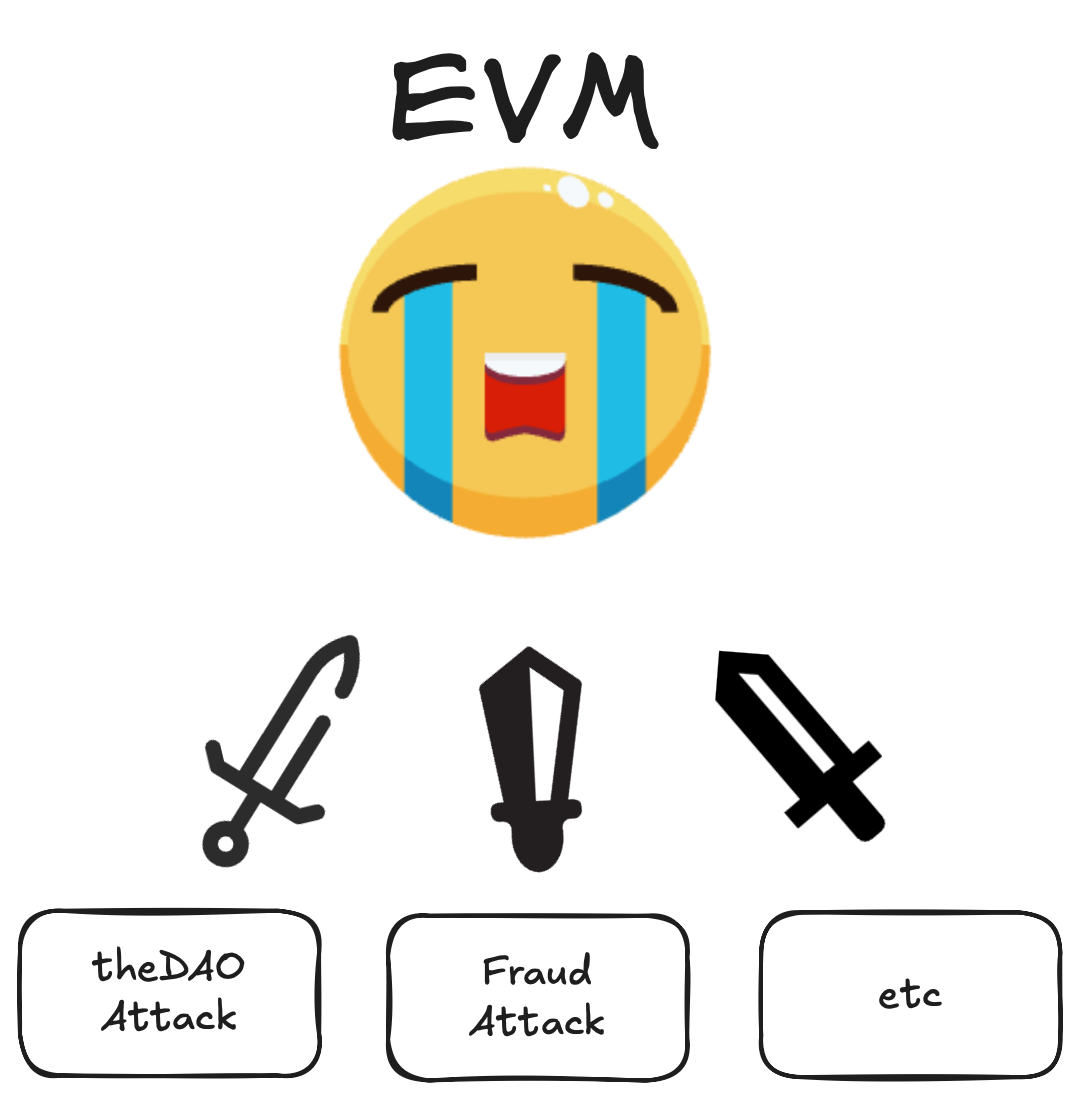 EVM
theDAO
Attack
Fraud
Attack
etc